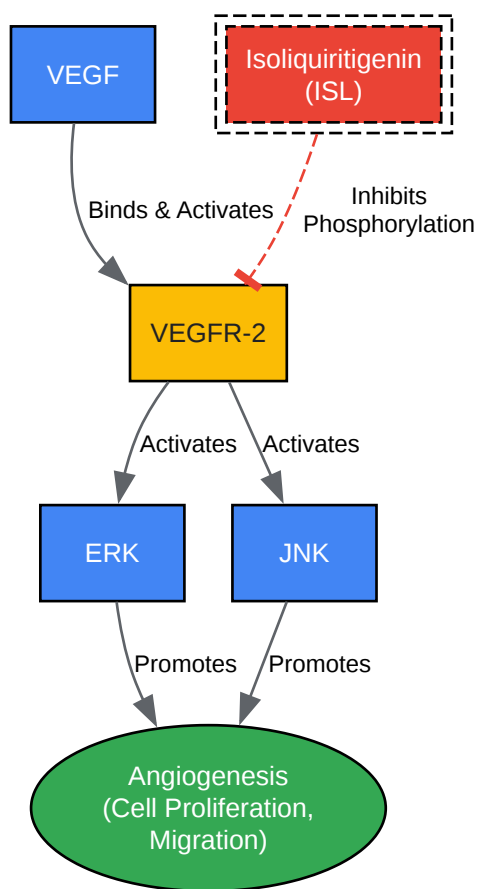 VEGF
Isoliquiritigenin
(ISL)
Binds & Activates
Inhibits
Phosphorylation
VEGFR-2
Activates
Activates
ERK
JNK
Promotes
Promotes
Angiogenesis
(Cell Proliferation,
Migration)